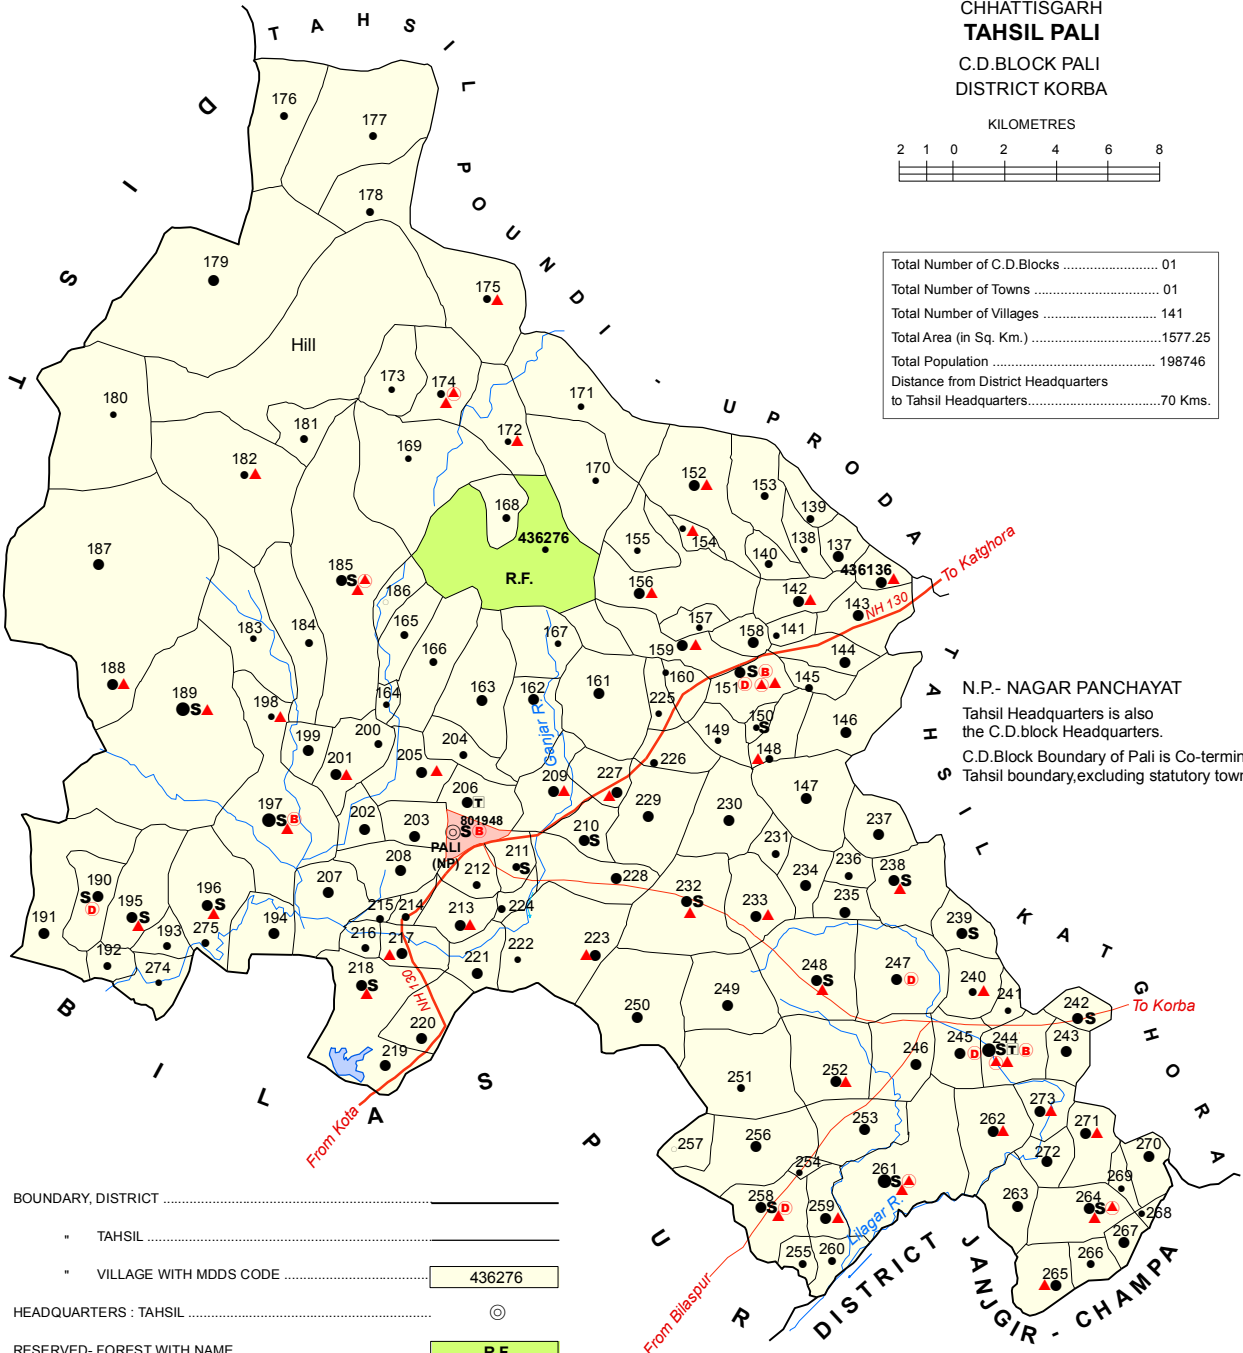 CHHATTISGARH
TAHSIL PALI
C.D.BLOCK PALI
DISTRICT KORBA
KILOMETRES
2 1 0 2 4 6 8
Total Number of C.D.Blocks ......................... 01
Total Number of Towns ................................. 01
Total Number of Villages .............................. 141
Total Area (in Sq. Km.) ..................................1577.25
Total Population ........................................... 198746
Distance from District Headquarters
to Tahsil Headquarters...................................70 Kms.
TAHSIL POUNDI - UPRODA
DIST
BILASPUR
TAHSIL KATGHORA
DISTRICT JANJGIR - CHAMPA
176
177
178
179
175
Hill
173
174
180
181
171
172
169
182
170
152
153
168
139
436276
155
154
138
137
140
187
R.F.
185
186
156
436136
To Katghora
142
143
NH 130
165
157
183
184
166
167
158
141
159
144
188
160
151
S B
D
145
189
S
164
163
162
161
198
225
150
S
146
200
149
199
204
Ganjar R.
148
201
205
226
209
227
206
T
147
197
S B
202
203
801948
S B
PALI
(NP)
229
230
210
S
237
231
208
211
S
236
238
S
190
S
D
207
212
228
234
195
S
196
S
232
S
235
191
215
214
224
213
233
239
S
194
193
275
216
217
222
223
192
218
S
221
248
S
247
D
240
274
NH 130
249
241
250
242
S
To Korba
220
246
245
D
244
S T B
243
219
251
252
From Kota
273
253
262
271
256
257
272
270
254
261
S
269
258
S D
263
264
S
259
268
Lilagar R.
267
255
260
266
265
From Bilaspur
N.P.- NAGAR PANCHAYAT
Tahsil Headquarters is also
the C.D.block Headquarters.
C.D.Block Boundary of Pali is Co-termin
Tahsil boundary,excluding statutory town
BOUNDARY, DISTRICT
" TAHSIL
" VILLAGE WITH MDDS CODE 436276
HEADQUARTERS : TAHSIL
RESERVED- FOREST WITH NAME R.F.